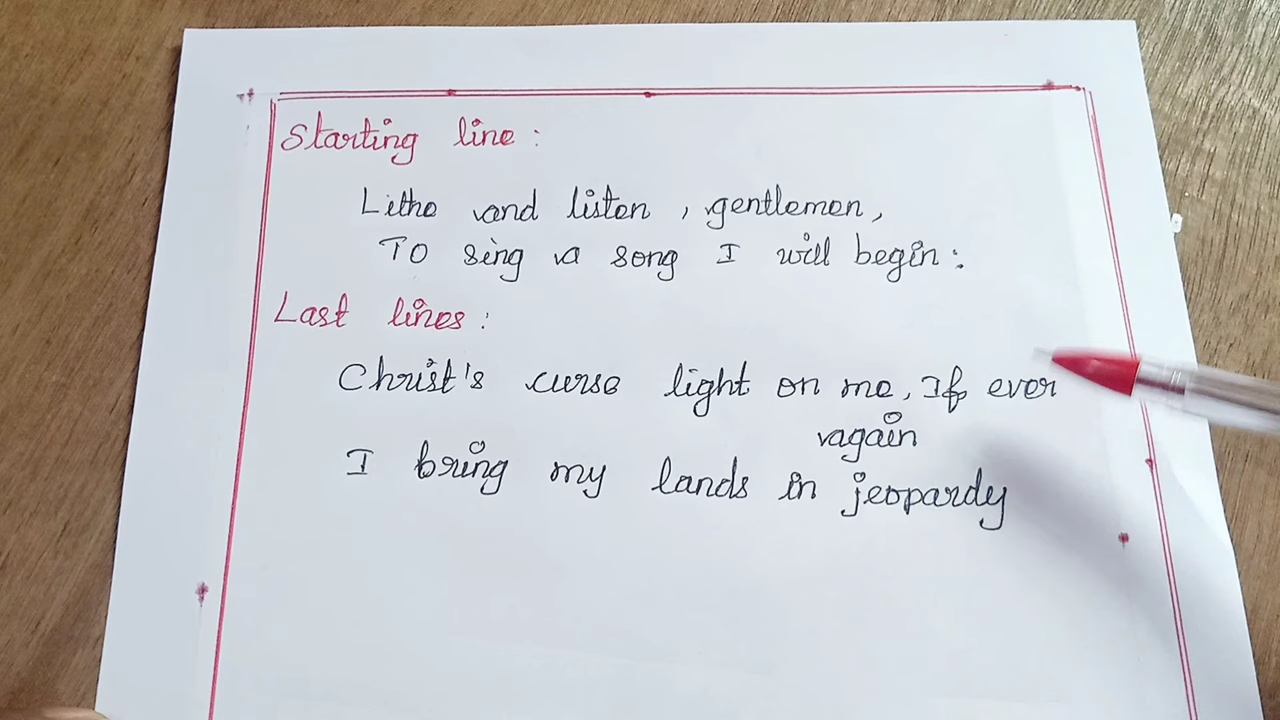 Starting line:
Lithe and listen, gentlemen,
To sing a song I will begin:
Last lines:
Christ's curse light on me, If ever
again
I bring my lands in jeopardy